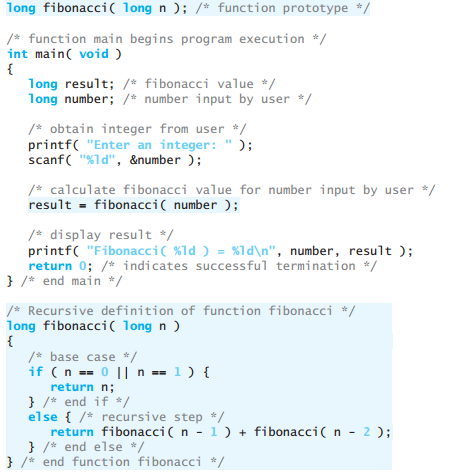 long fibonacci( long n ); /* function prototype */
/* function main begins program execution */
int main( void )
{
long result; /* fibonacci value */
long number; /* number input by user */
/* obtain integer from user */
printf( "Enter an integer: " );
scanf( "%ld", &number );
/* calculate fibonacci value for number input by user */
result = fibonacci( number );
/* display result */
printf( "Fibonacci( %ld ) = %ld\n", number, result );
return 0; /* indicates successful termination */
} /* end main */
/* Recursive definition of function fibonacci */
long fibonacci( long n )
{
/* base case */
if ( n == 0 || n == 1 ) {
return n;
} /* end if */
else { /* recursive step */
return fibonacci( n - 1 ) + fibonacci( n - 2 );
} /* end else */
} /* end function fibonacci */